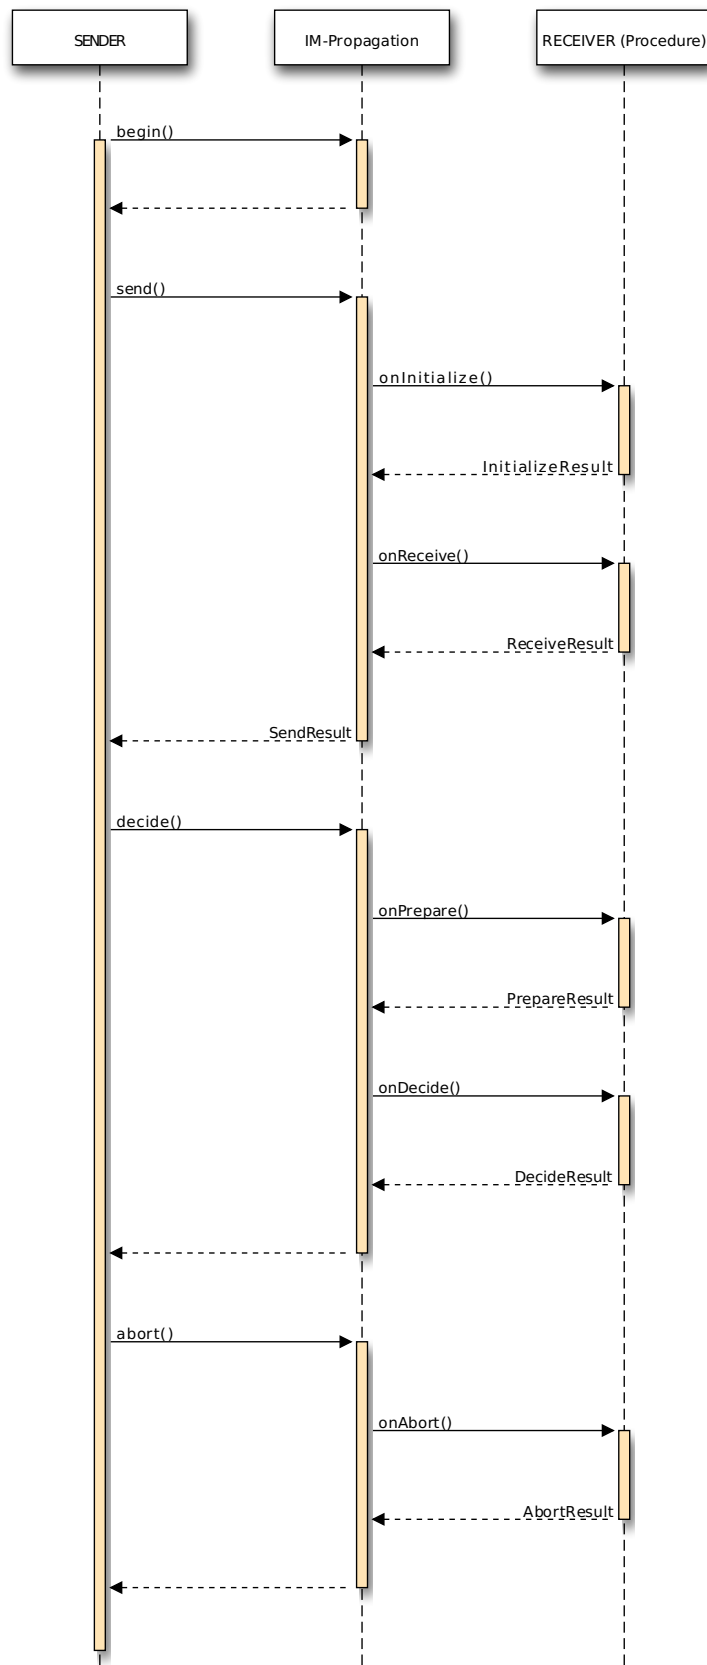 SENDER
IM-Propagation
RECEIVER (Procedure)
begin()
send()
onInitialize()
InitializeResult
onReceive()
ReceiveResult
SendResult
decide()
onPrepare()
PrepareResult
onDecide()
DecideResult
abort()
onAbort()
AbortResult